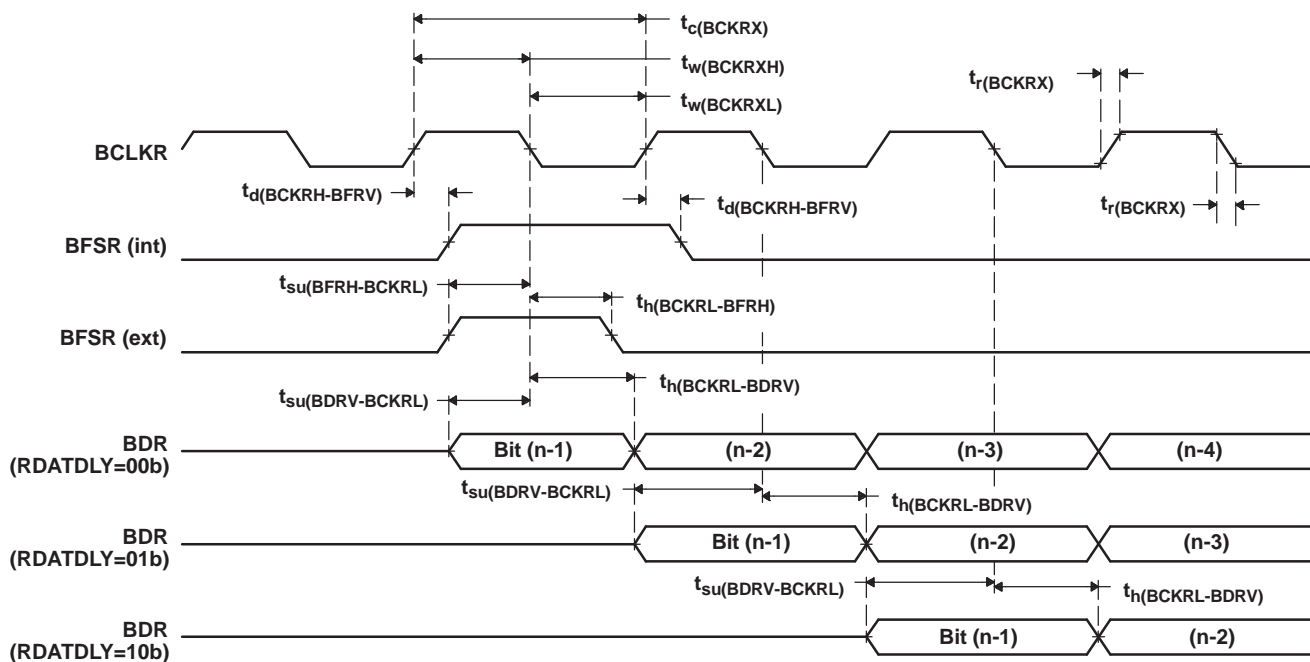 tc(BCKRX)
tw(BCKRXH)
tr(BCKRX)
tw(BCKRXL)
BCLKR
td(BCKRH-BFRV)
td(BCKRH-BFRV)
tr(BCKRX)
BFSR (int)
tsu(BFRH-BCKRL)
th(BCKRL-BFRH)
BFSR (ext)
th(BCKRL-BDRV)
tsu(BDRV-BCKRL)
BDR
(RDATDLY=00b)
Bit (n-1)
(n-2)
(n-3)
(n-4)
tsu(BDRV-BCKRL)
th(BCKRL-BDRV)
BDR
(RDATDLY=01b)
Bit (n-1)
(n-2)
(n-3)
tsu(BDRV-BCKRL)
th(BCKRL-BDRV)
BDR
(RDATDLY=10b)
Bit (n-1)
(n-2)